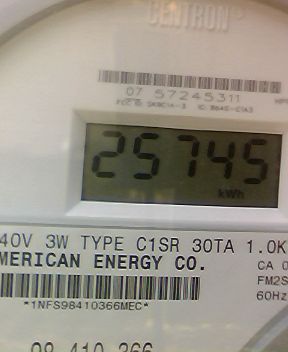 CENTRON®
07 57245311
25745
kWh
40V 3W TYPE C1SR 30TA 1.0K
MERICAN ENERGY CO.
CA 0
FM2S
60Hz
*1NFS98410366MEC*
98 410 366